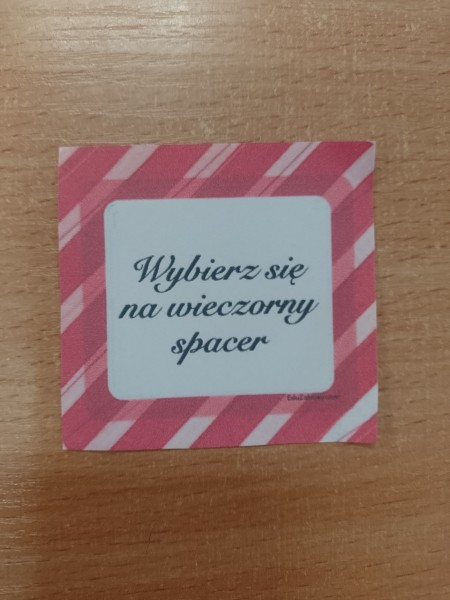 Wybierz się
na wieczorny
spacer